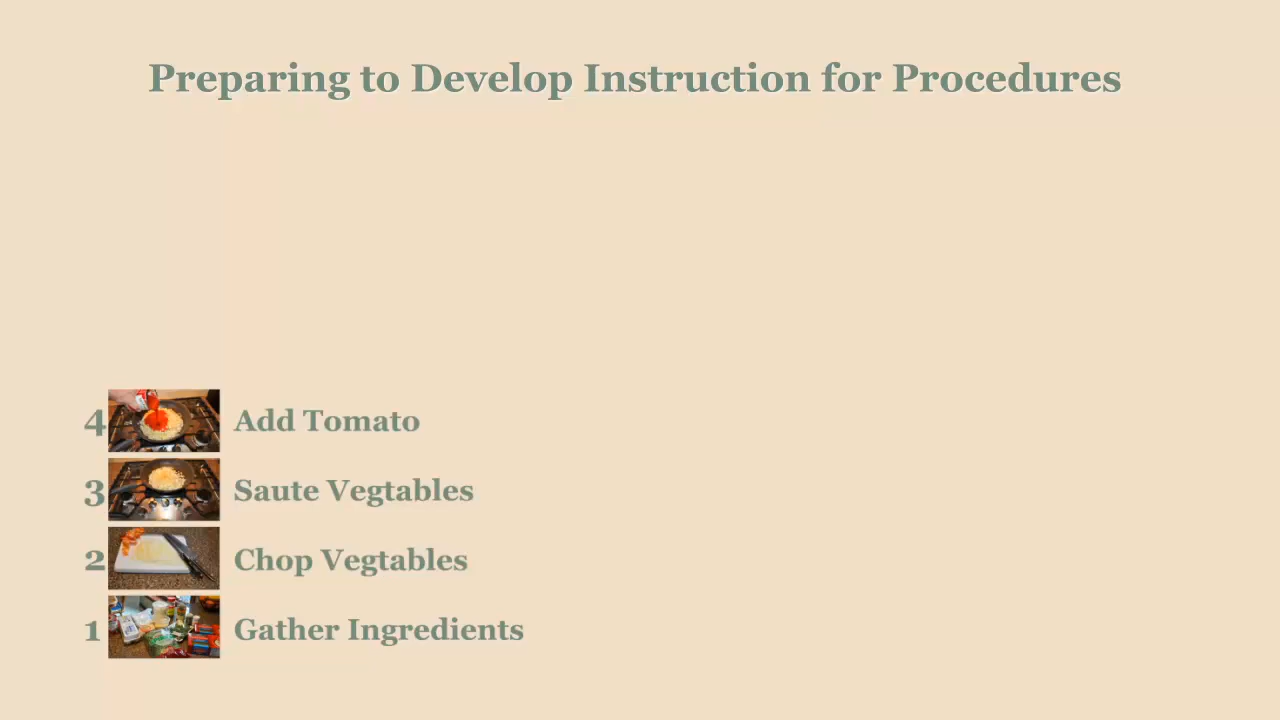 Preparing to Develop Instruction for Procedures
4 Add Tomato
3 Saute Vegtables
2 Chop Vegtables
1 Gather Ingredients